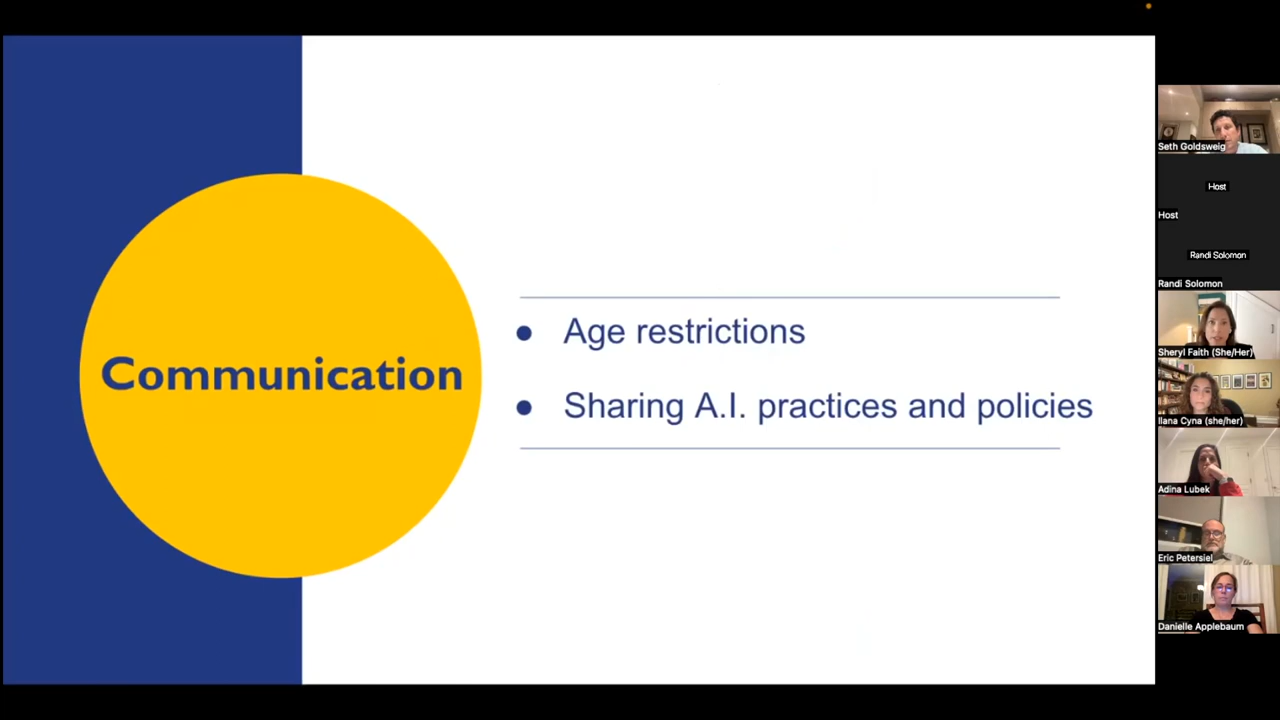 Communication
● Age restrictions
● Sharing A.I. practices and policies
Seth Goldsweig
Host
Host
Randi Solomon
Randi Solomon
Sheryl Faith (She/Her)
Ilana Cyna (she/her)
Adina Lubek
Eric Petersiel
Danielle Applebaum